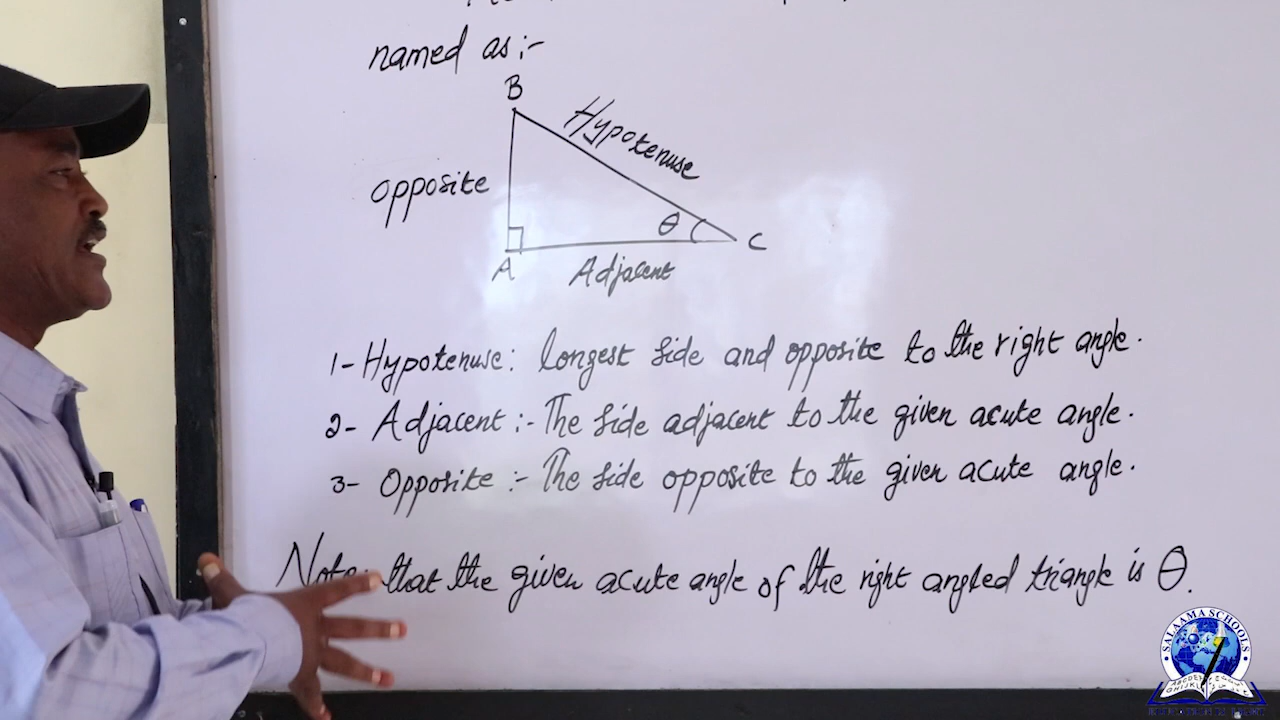 named as :-
B
Hypotenuse
opposite
θ
C
A
Adjacent
1- Hypotenuse: longest side and opposite to the right angle.
2- Adjacent :- The side adjacent to the given acute angle.
3- Opposite :- The side opposite to the given acute angle.
Note: that the given acute angle of the right angled triangle is θ.
SALAAMA SCHOOLS